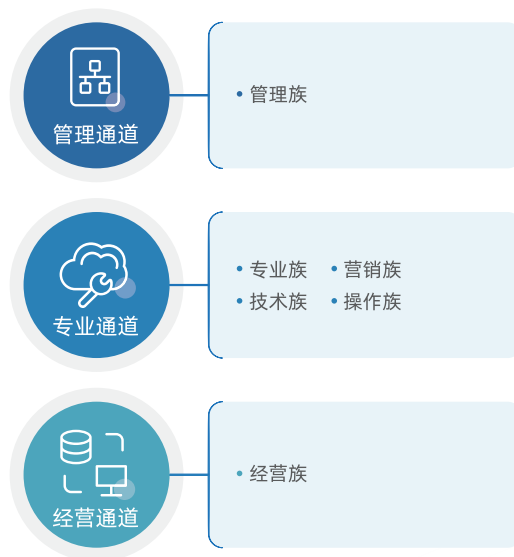 管理通道
• 管理族
专业通道
• 专业族 • 营销族
• 技术族 • 操作族
经营通道
• 经营族